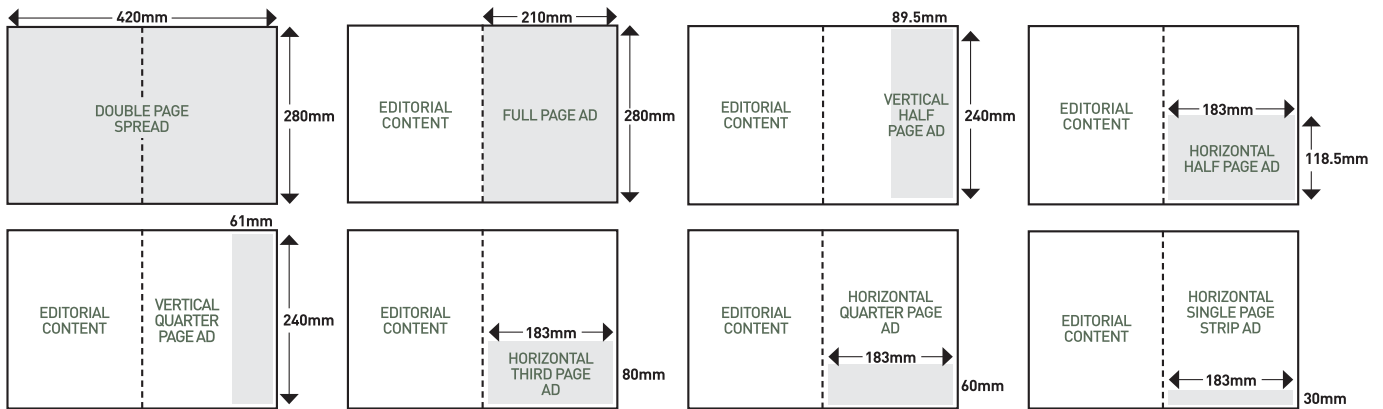 420mm
DOUBLE PAGE
SPREAD
280mm
210mm
EDITORIAL
CONTENT
FULL PAGE AD
280mm
89.5mm
EDITORIAL
CONTENT
VERTICAL
HALF
PAGE AD
240mm
EDITORIAL
CONTENT
183mm
HORIZONTAL
HALF PAGE AD
118.5mm
61mm
EDITORIAL
CONTENT
VERTICAL
QUARTER
PAGE AD
240mm
EDITORIAL
CONTENT
183mm
HORIZONTAL
THIRD PAGE
AD
80mm
EDITORIAL
CONTENT
HORIZONTAL
QUARTER PAGE
AD
183mm
60mm
EDITORIAL
CONTENT
HORIZONTAL
SINGLE PAGE
STRIP AD
183mm
30mm